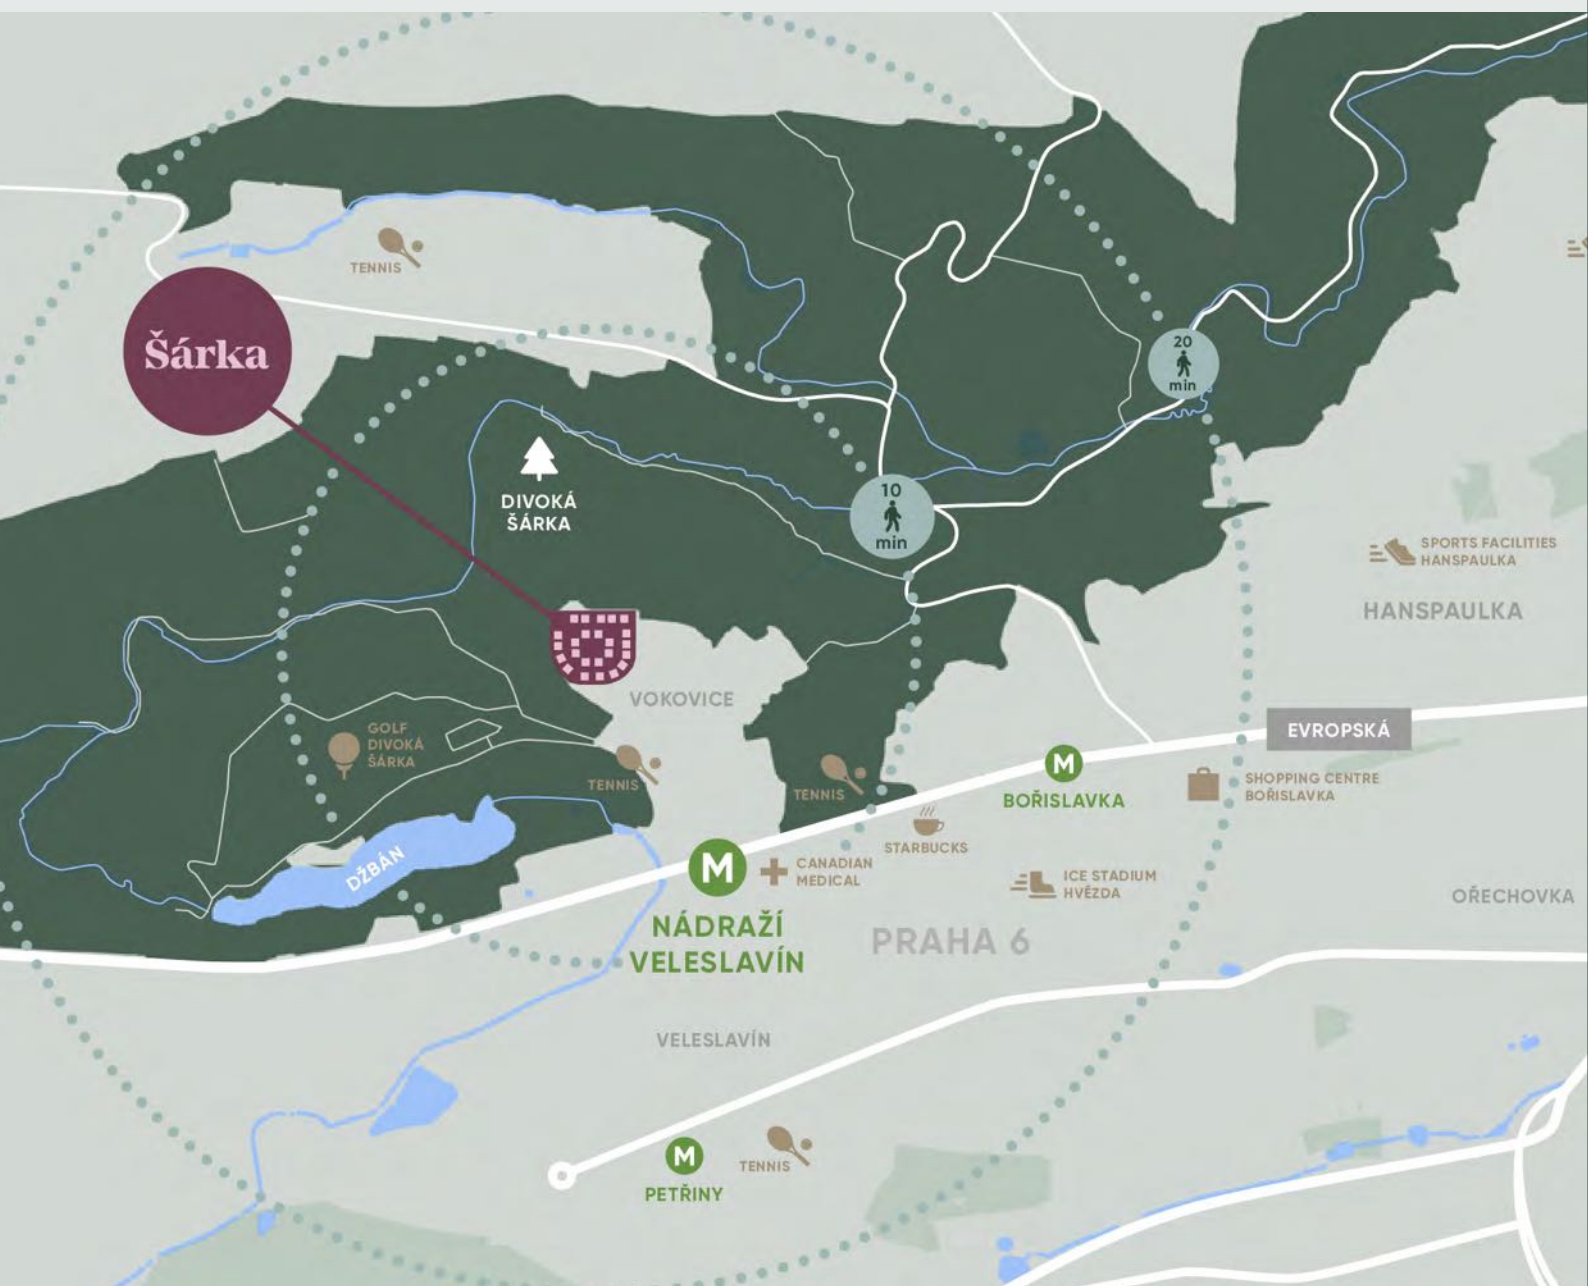 TENNIS
Šárka
20
min
DIVOKÁ
ŠÁRKA
10
min
SPORTS FACILITIES
HANSPAULKA
HANSPAULKA
VOKOVICE
GOLF
DIVOKÁ
ŠÁRKA
EVROPSKÁ
M
BOŘISLAVKA
TENNIS
TENNIS
SHOPPING CENTRE
BOŘISLAVKA
STARBUCKS
DŽBÁN
M
NÁDRAŽÍ
VELESLAVÍN
CANADIAN
MEDICAL
ICE STADIUM
HVĚZDA
OŘECHOVKA
PRAHA 6
VELESLAVÍN
M
PETŘINY
TENNIS